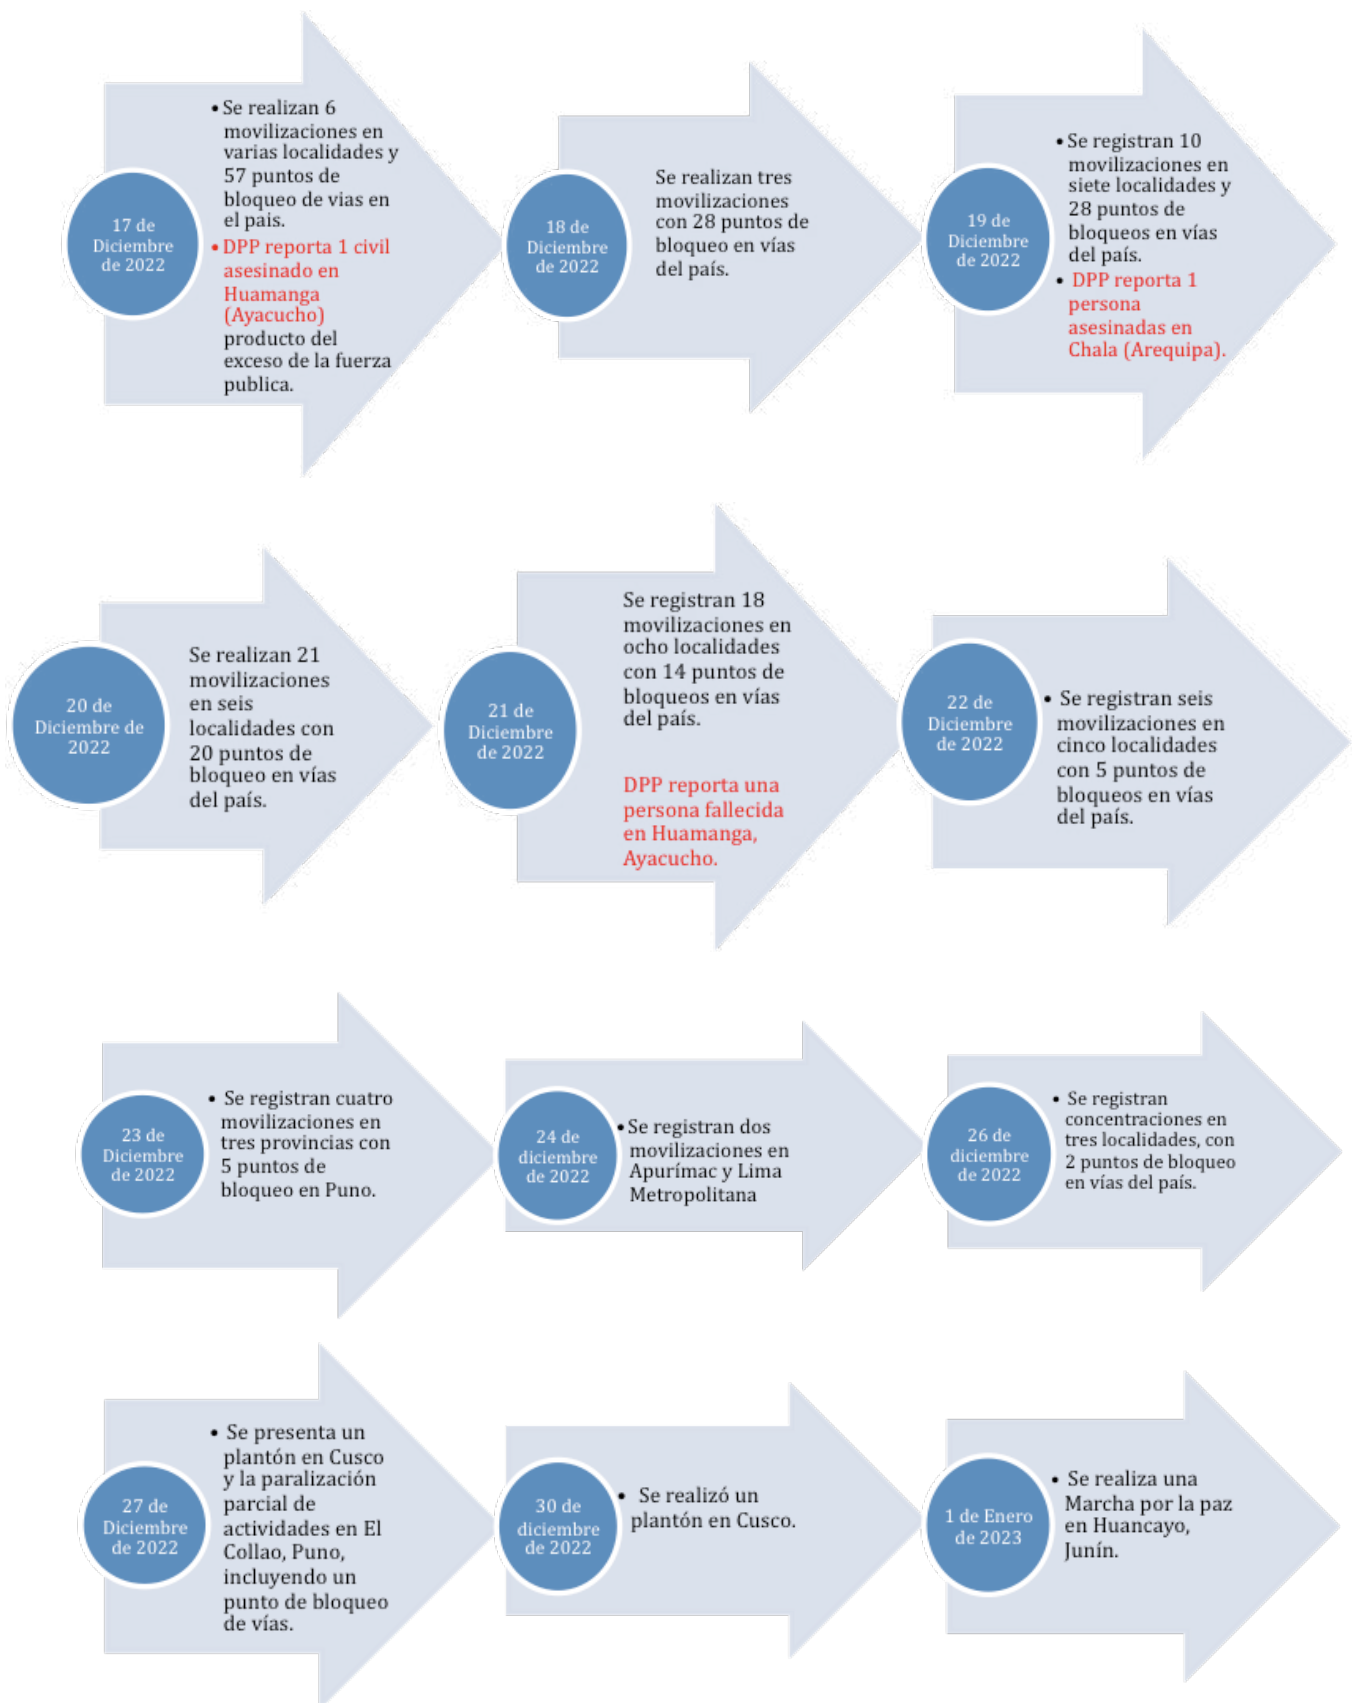 17 de
Diciembre
de 2022
• Se realizan 6
movilizaciones en
varias localidades y
57 puntos de
bloqueo de vias en
el pais.
• DPP reporta 1 civil
asesinado en
Huamanga
(Ayacucho)
producto del
exceso de la fuerza
publica.
18 de
Diciembre
de 2022
Se realizan tres
movilizaciones
con 28 puntos de
bloqueo en vías
del país.
19 de
Diciembre
de 2022
• Se registran 10
movilizaciones en
siete localidades y
28 puntos de
bloqueos en vías
del país.
• DPP reporta 1
persona
asesinadas en
Chala (Arequipa).
20 de
Diciembre de
2022
Se realizan 21
movilizaciones
en seis
localidades con
20 puntos de
bloqueo en vías
del país.
21 de
Diciembre
de 2022
Se registran 18
movilizaciones en
ocho localidades
con 14 puntos de
bloqueos en vías
del país.
DPP reporta una
persona fallecida
en Huamanga,
Ayacucho.
22 de
Diciembre
de 2022
• Se registran seis
movilizaciones en
cinco localidades
con 5 puntos de
bloqueos en vías
del país.
23 de
Diciembre
de 2022
• Se registran cuatro
movilizaciones en
tres provincias con
5 puntos de
bloqueo en Puno.
24 de
diciembre
de 2022
• Se registran dos
movilizaciones en
Apurímac y Lima
Metropolitana
26 de
diciembre
de 2022
• Se registran
concentraciones en
tres localidades, con
2 puntos de bloqueo
en vías del país.
27 de
Diciembre
de 2022
• Se presenta un
plantón en Cusco
y la paralización
parcial de
actividades en El
Collao, Puno,
incluyendo un
punto de bloqueo
de vías.
30 de
diciembre
de 2022
• Se realizó un
plantón en Cusco.
1 de Enero
de 2023
• Se realiza una
Marcha por la paz
en Huancayo,
Junín.